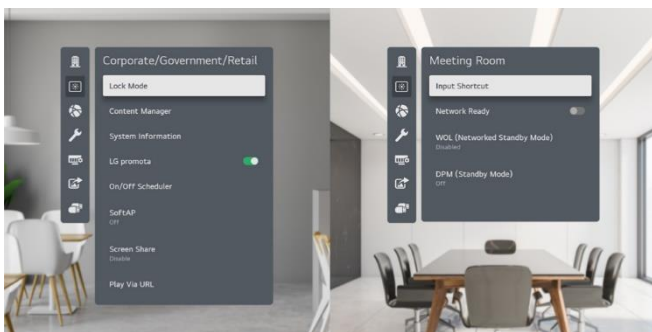 Corporate/Government/Retail
Lock Mode
Content Manager
System Information
LG promota
On/Off Scheduler
SoftAP
Off
Screen Share
Disable
Play Via URL
Meeting Room
Input Shortcut
Network Ready
WOL (Networked Standby Mode)
Disabled
DPM (Standby Mode)
Off